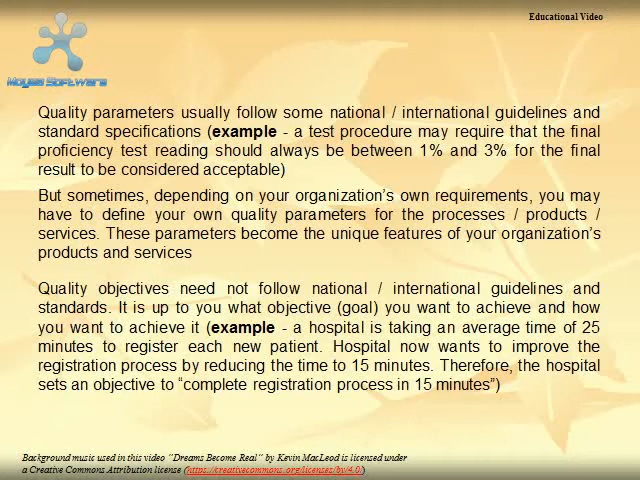 Educational Video
Moyea Software
Quality parameters usually follow some national / international guidelines and
standard specifications (example - a test procedure may require that the final
proficiency test reading should always be between 1% and 3% for the final
result to be considered acceptable)
But sometimes, depending on your organization’s own requirements, you may
have to define your own quality parameters for the processes / products /
services. These parameters become the unique features of your organization’s
products and services
Quality objectives need not follow national / international guidelines and
standards. It is up to you what objective (goal) you want to achieve and how
you want to achieve it (example - a hospital is taking an average time of 25
minutes to register each new patient. Hospital now wants to improve the
registration process by reducing the time to 15 minutes. Therefore, the hospital
sets an objective to “complete registration process in 15 minutes”)
Background music used in this video "Dreams Become Real" by Kevin MacLeod is licensed under
a Creative Commons Attribution license (https://creativecommons.org/licenses/by/4.0/)